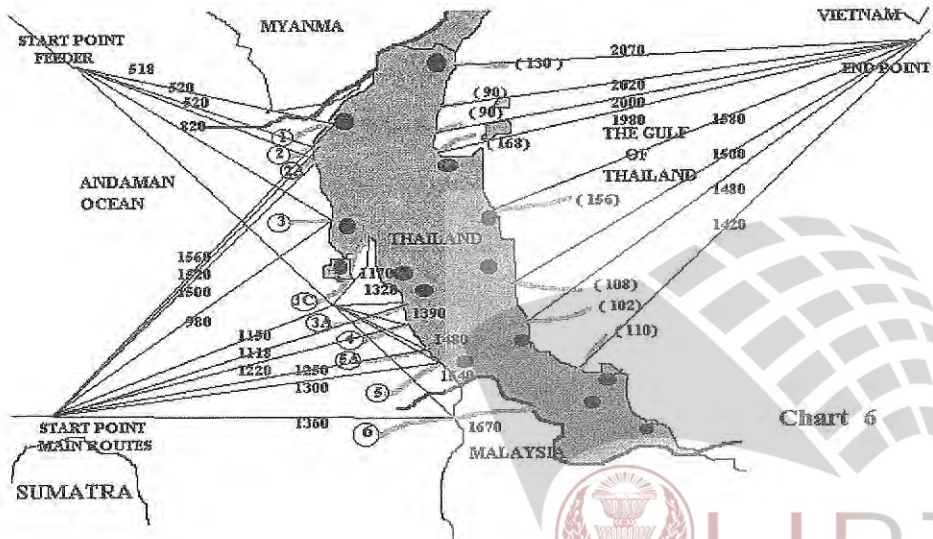 VIETNAM
MYANMA
START POINT
FEEDER
518
520
520
820
1
2
2A
2070
( 130 )
END POINT
( 90 )
2020
( 90 )
2000
1980
1580
( 168 )
THE GULF
OF
THAILAND
1500
1480
1420
ANDAMAN
OCEAN
( 156 )
3
THAILAND
1560
1620
1500
980
1170
1320
1390
1480
1540
( 108 )
( 102 )
( 110 )
3C
3A
4
5A
5
6
1150
1118
1220
1250
1300
1360
1670
START POINT
MAIN ROUTES
MALAYSIA
SUMATRA
Chart 6